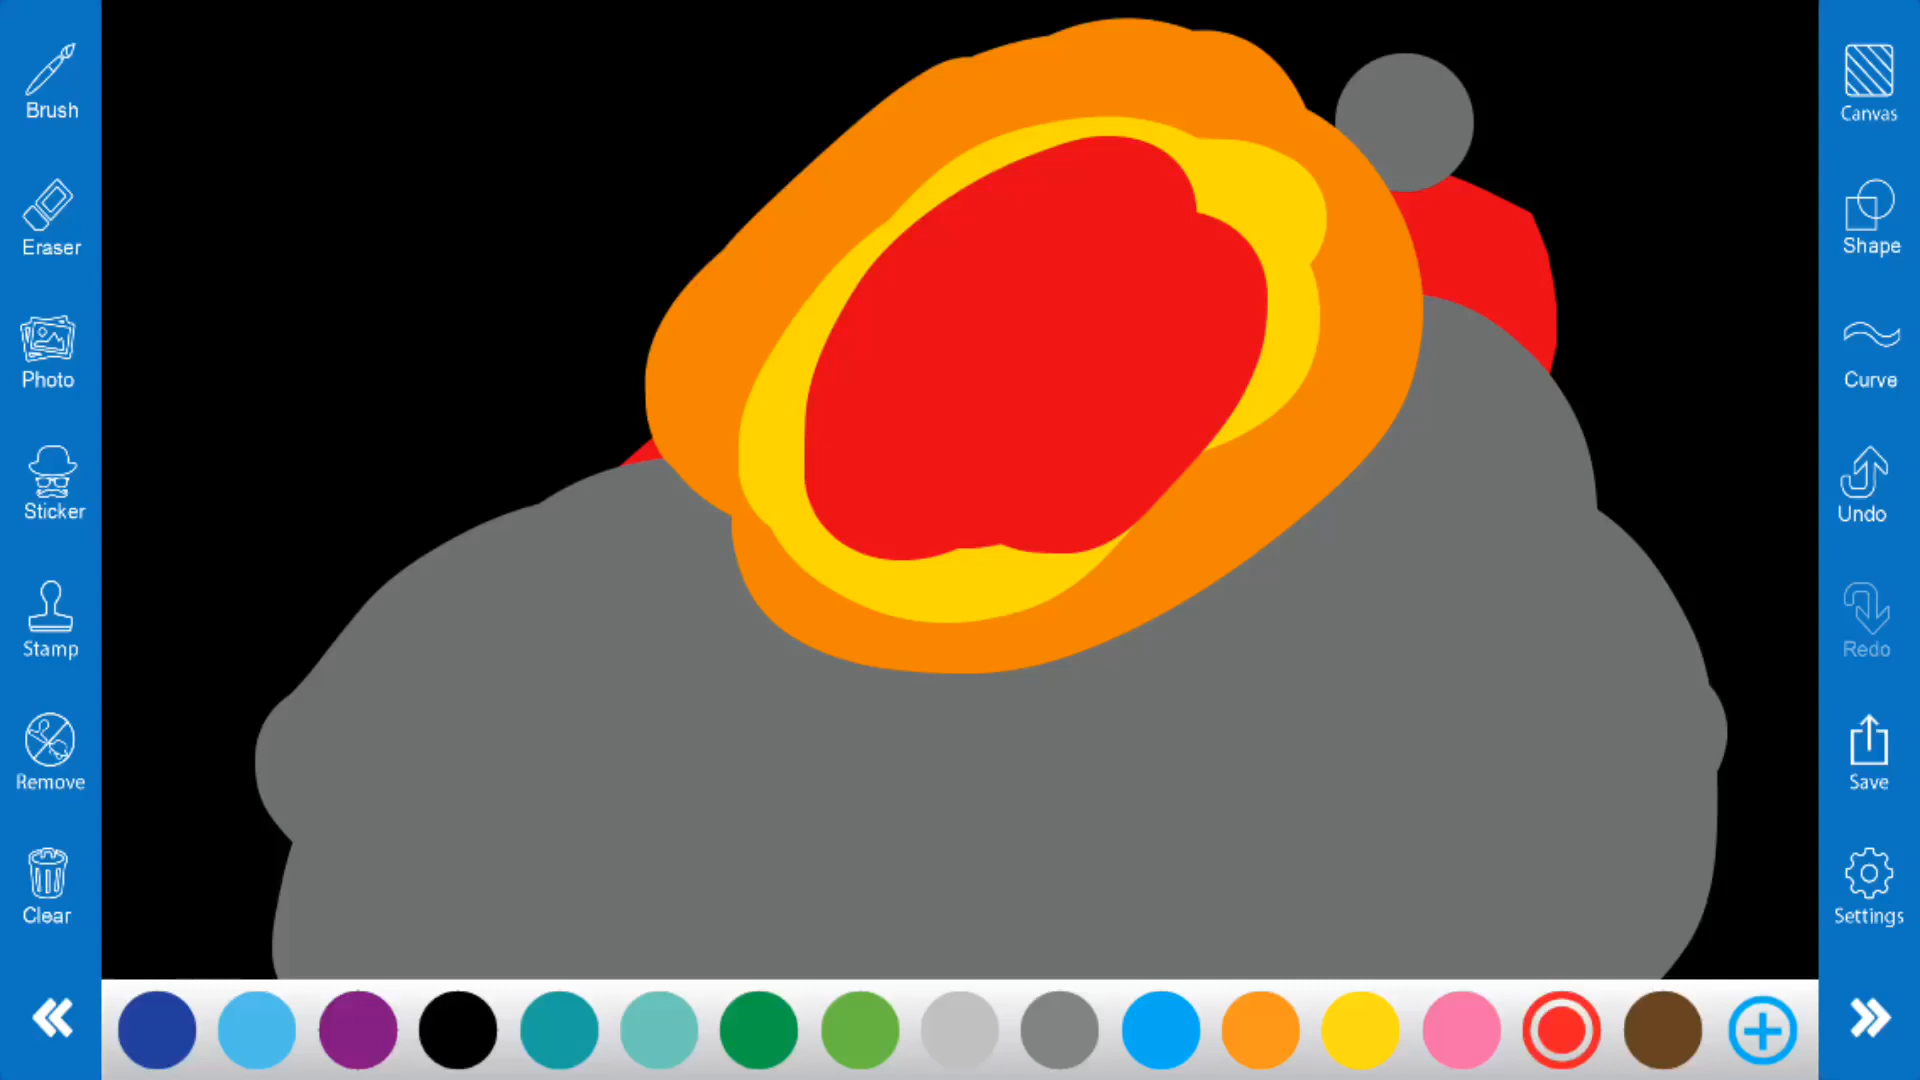 Brush
Eraser
Photo
Sticker
Stamp
Remove
Clear
Canvas
Shape
Curve
Undo
Redo
Save
Settings